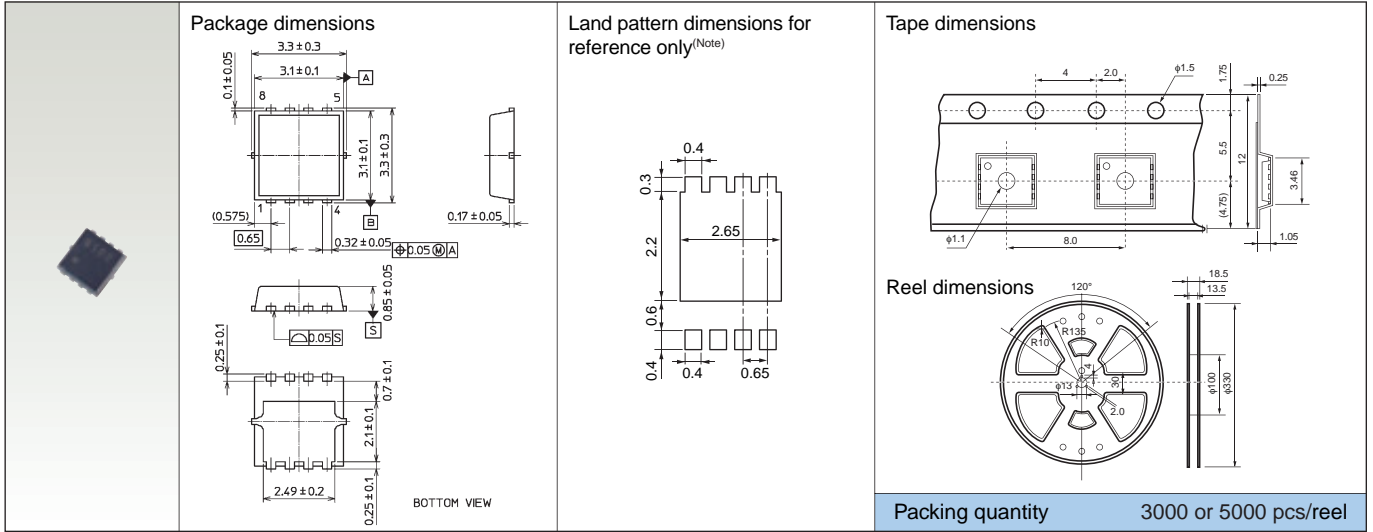 Package dimensions
3.3 ± 0.3
3.1 ± 0.1
A
0.1 ± 0.05
8
5
3.1 ± 0.1
3.3 ± 0.3
1
4
B
(0.575)
0.65
0.32 ± 0.05
0.05 Ⓜ A
0.17 ± 0.05
0.85 ± 0.05
S
0.05 S
0.25 ± 0.1
0.7 ± 0.1
2.1 ± 0.1
2.49 ± 0.2
0.25 ± 0.1
BOTTOM VIEW
Land pattern dimensions for
reference only(Note)
0.4
0.3
2.65
2.2
0.6
0.4
0.4
0.65
Tape dimensions
4
2.0
ϕ1.5
1.75
0.25
5.5
12
3.46
(4.75)
ϕ1.1
8.0
1.05
Reel dimensions
120°
18.5
13.5
R135
R10
4
ϕ13
30
2.0
ϕ100
ϕ330
Packing quantity 3000 or 5000 pcs/reel